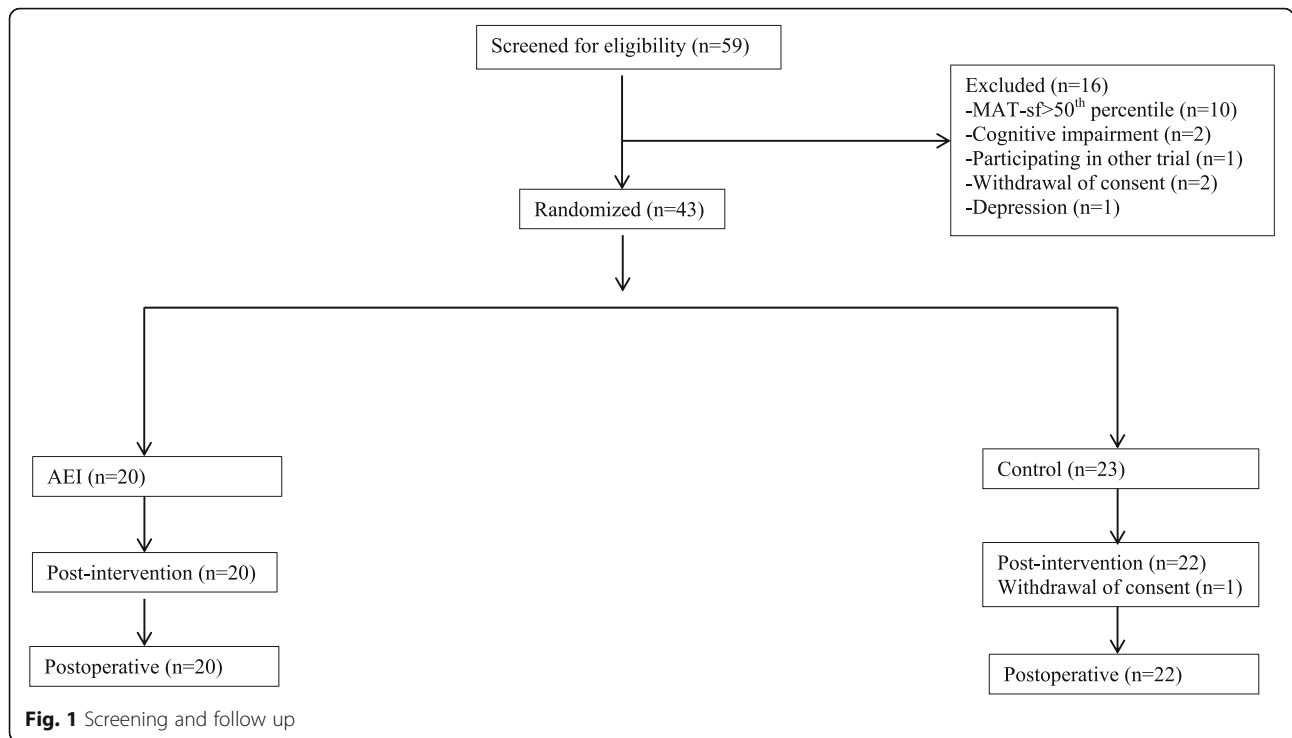 Screened for eligibility (n=59)
Excluded (n=16)
-MAT-sf>50th percentile (n=10)
-Cognitive impairment (n=2)
-Participating in other trial (n=1)
-Withdrawal of consent (n=2)
-Depression (n=1)
Randomized (n=43)
AEI (n=20)
Control (n=23)
Post-intervention (n=20)
Post-intervention (n=22)
Withdrawal of consent (n=1)
Postoperative (n=20)
Postoperative (n=22)
Fig. 1 Screening and follow up